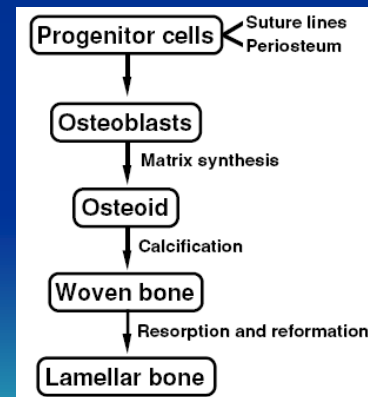 Suture lines
Progenitor cells
Periosteum
Osteoblasts
Matrix synthesis
Osteoid
Calcification
Woven bone
Resorption and reformation
Lamellar bone